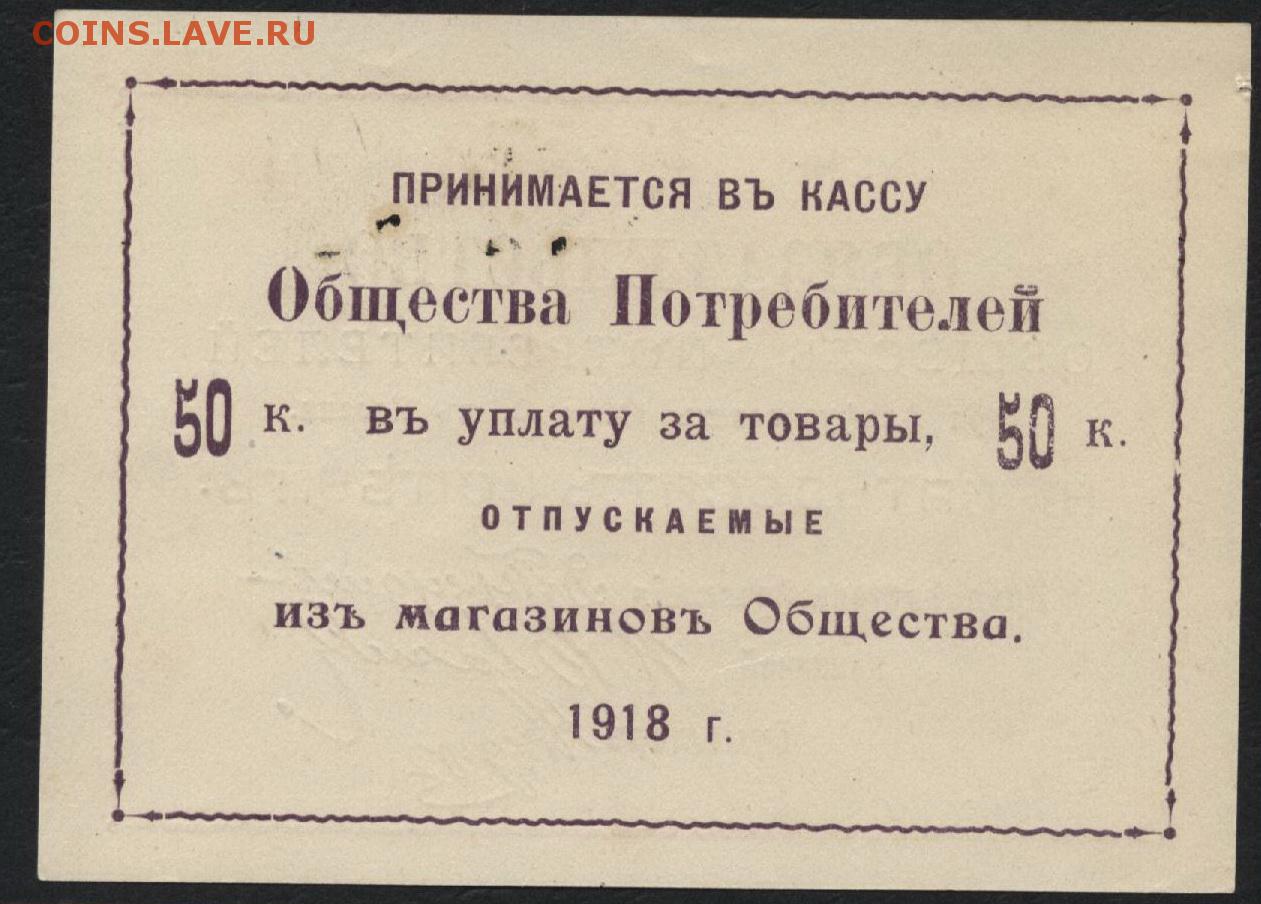 COINS.LAVE.RU
ПРИНИМАЕТСЯ ВЪ КАССУ
Общества Потребителей
50 к. въ уплату за товары, 50 к.
ОТПУСКАЕМЫЕ
изъ магазиновъ Общества.
1918 г.